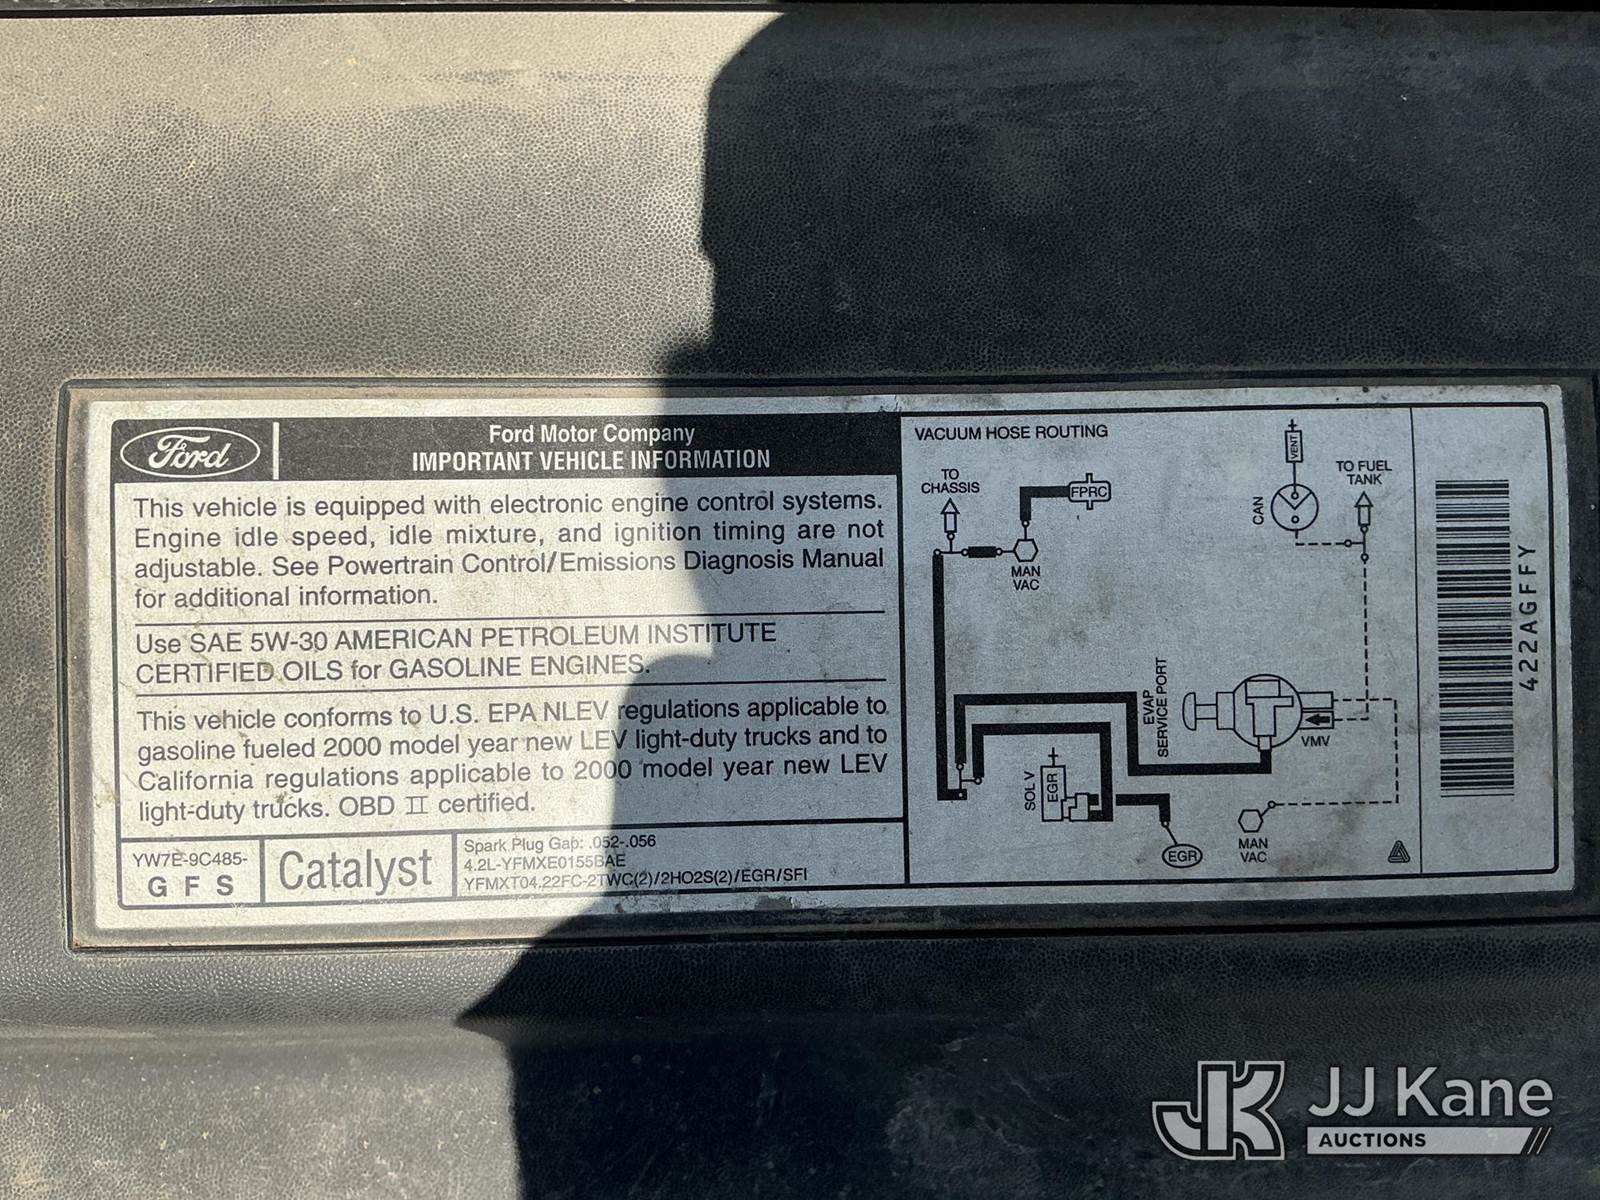 Ford
Ford Motor Company
IMPORTANT VEHICLE INFORMATION
This vehicle is equipped with electronic engine control systems.
Engine idle speed, idle mixture, and ignition timing are not
adjustable. See Powertrain Control/Emissions Diagnosis Manual
for additional information.
Use SAE 5W-30 AMERICAN PETROLEUM INSTITUTE
CERTIFIED OILS for GASOLINE ENGINES.
This vehicle conforms to U.S. EPA NLEV regulations applicable to
gasoline fueled 2000 model year new LEV light-duty trucks and to
California regulations applicable to 2000 model year new LEV
light-duty trucks. OBD II certified.
YW7E-9C485-
G F S
Catalyst
Spark Plug Gap: .052-.056
4.2L-YFMXE0155BAE
YFMXT04.22FC-2TWC(2)/2HO2S(2)/EGR/SFI
VACUUM HOSE ROUTING
TO
CHASSIS
FPRC
MAN
VAC
VENT
CAN
TO FUEL
TANK
EVAP
SERVICE PORT
VMV
SOL V
EGR
EGR
MAN
VAC
422AGFFY
JK
JJ Kane
AUCTIONS